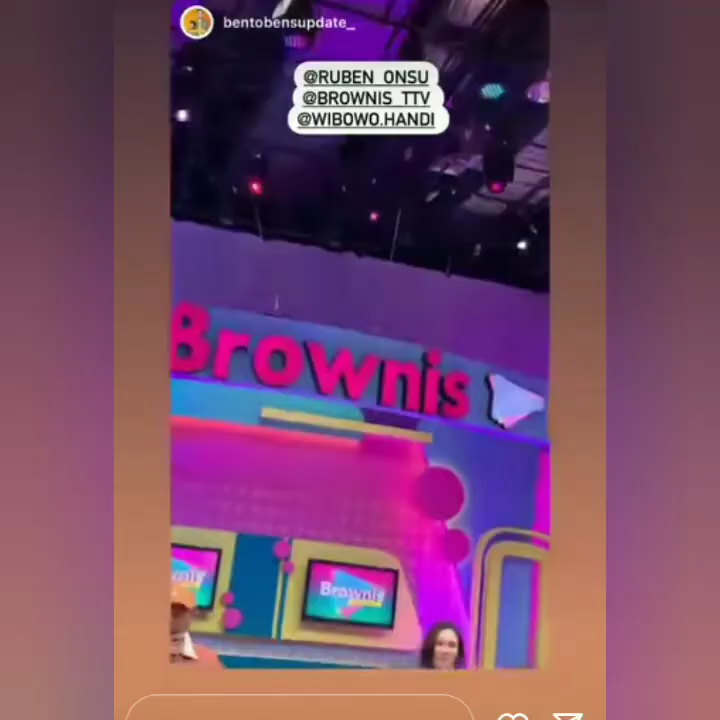 bentobensupdate_
@RUBEN_ONSU
@BROWNIS_TTV
@WIBOWO.HANDI
Brownis
Brownis